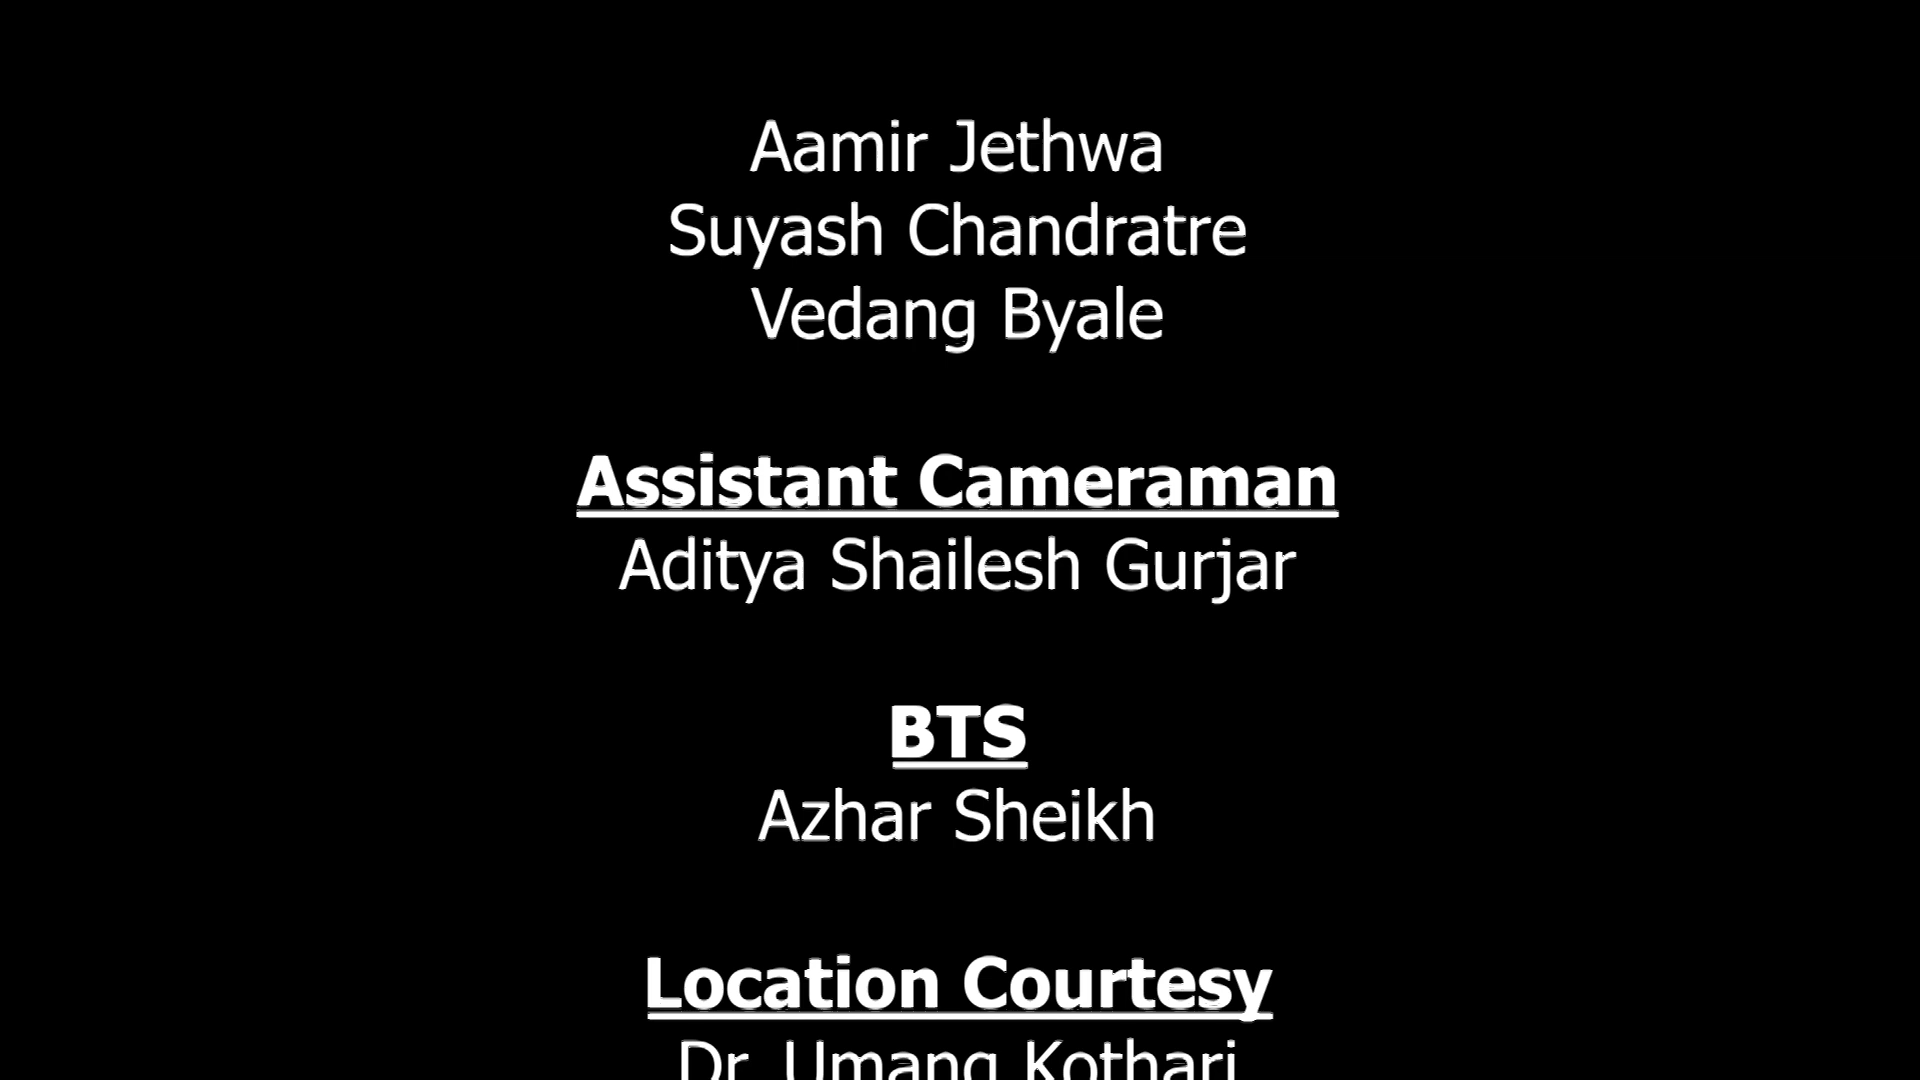 Aamir Jethwa
Suyash Chandratre
Vedang Byale
Assistant Cameraman
Aditya Shailesh Gurjar
BTS
Azhar Sheikh
Location Courtesy
Dr. Umang Kothari